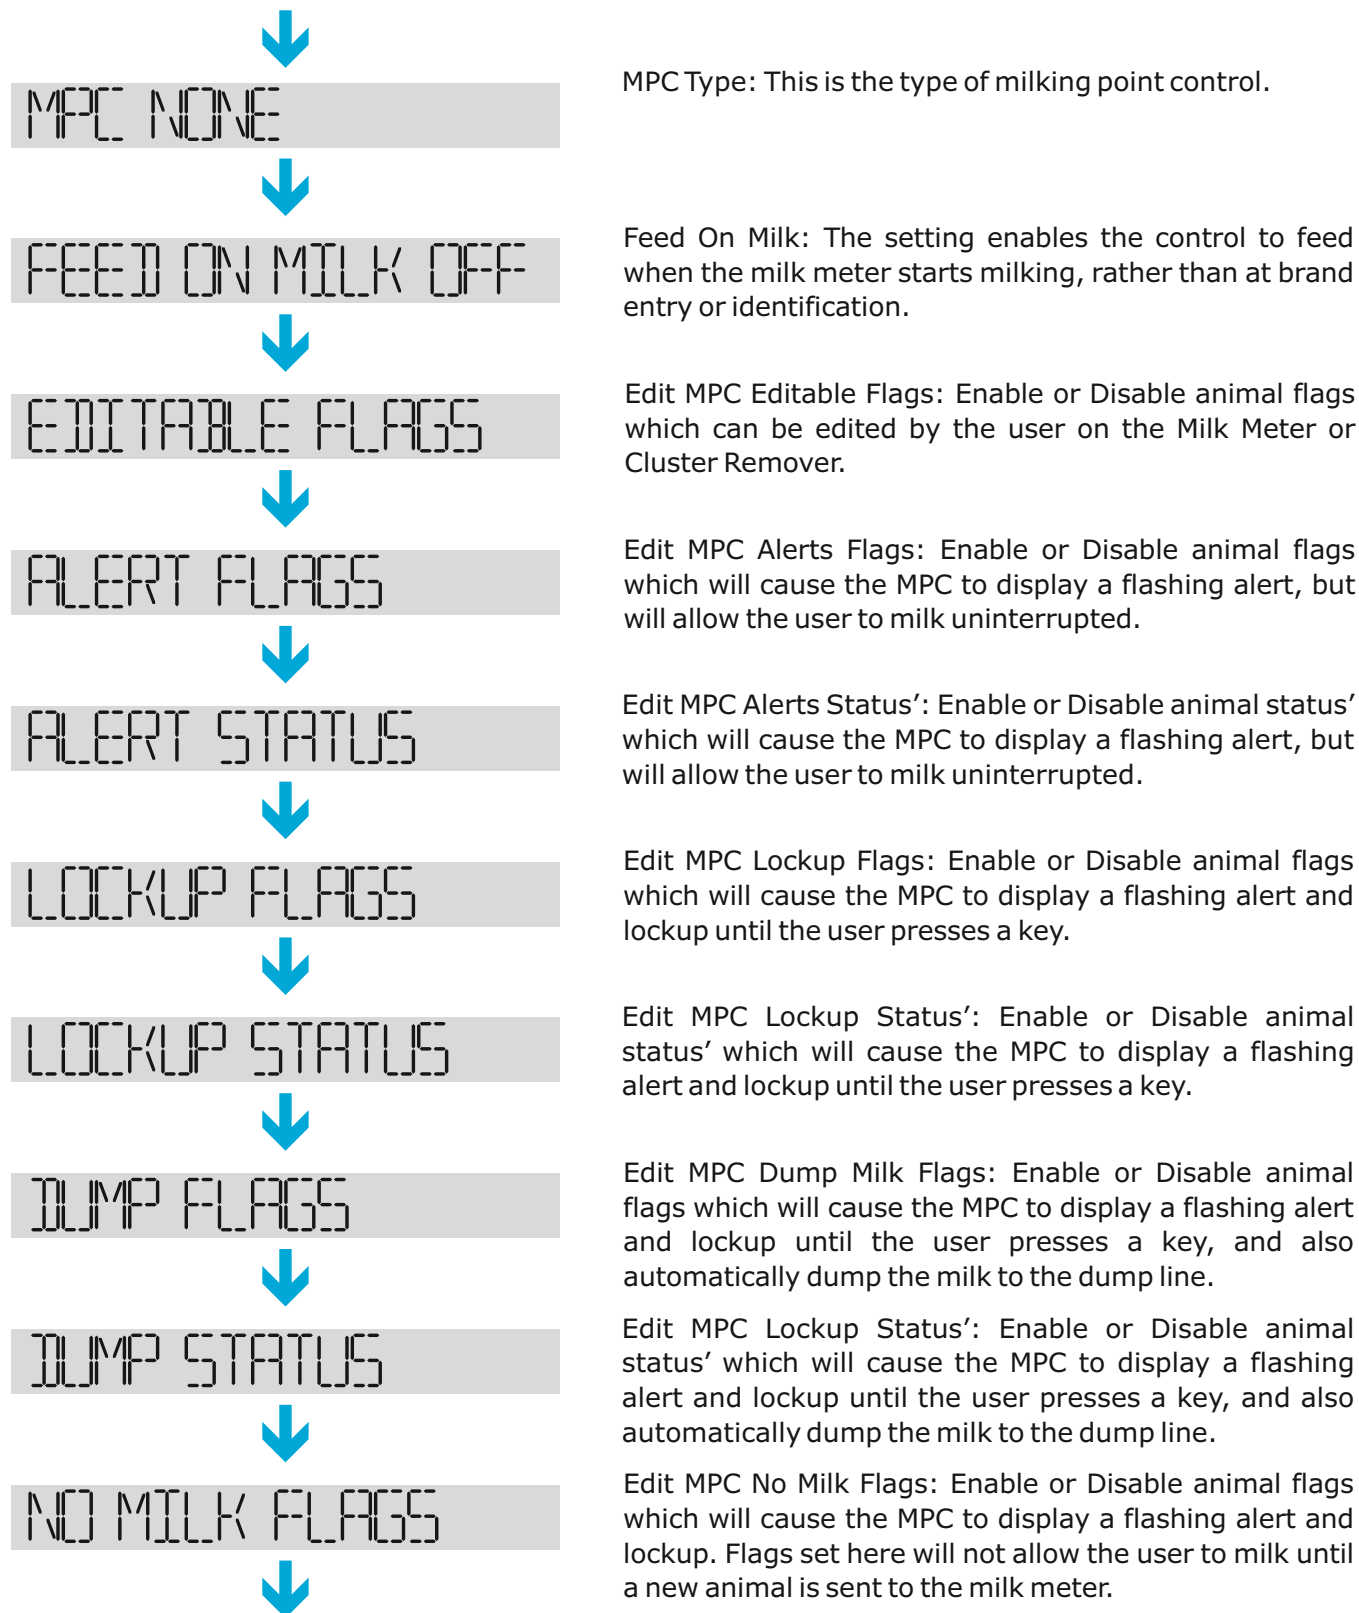 MPC NONE
MPC Type: This is the type of milking point control.
FEED ON MILK OFF
Feed On Milk: The setting enables the control to feed
when the milk meter starts milking, rather than at brand
entry or identification.
EDITABLE FLAGS
Edit MPC Editable Flags: Enable or Disable animal flags
which can be edited by the user on the Milk Meter or
Cluster Remover.
ALERT FLAGS
Edit MPC Alerts Flags: Enable or Disable animal flags
which will cause the MPC to display a flashing alert, but
will allow the user to milk uninterrupted.
ALERT STATUS
Edit MPC Alerts Status’: Enable or Disable animal status’
which will cause the MPC to display a flashing alert, but
will allow the user to milk uninterrupted.
LOCKUP FLAGS
Edit MPC Lockup Flags: Enable or Disable animal flags
which will cause the MPC to display a flashing alert and
lockup until the user presses a key.
LOCKUP STATUS
Edit MPC Lockup Status’: Enable or Disable animal
status’ which will cause the MPC to display a flashing
alert and lockup until the user presses a key.
DUMP FLAGS
Edit MPC Dump Milk Flags: Enable or Disable animal
flags which will cause the MPC to display a flashing alert
and lockup until the user presses a key, and also
automatically dump the milk to the dump line.
DUMP STATUS
Edit MPC Lockup Status’: Enable or Disable animal
status’ which will cause the MPC to display a flashing
alert and lockup until the user presses a key, and also
automatically dump the milk to the dump line.
NO MILK FLAGS
Edit MPC No Milk Flags: Enable or Disable animal flags
which will cause the MPC to display a flashing alert and
lockup. Flags set here will not allow the user to milk until
a new animal is sent to the milk meter.